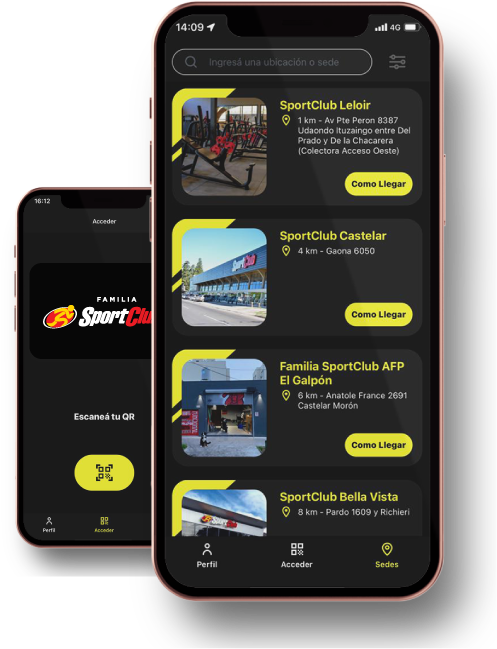 14:09
4G
Ingresá una ubicación o sede
SportClub Leloir
1 km - Av Pte Peron 8387
Udaondo Ituzaingo entre Del
Prado y De la Chacarera
(Colectora Acceso Oeste)
Como Llegar
SportClub Castelar
4 km - Gaona 6050
SportClub
Como Llegar
Familia SportClub AFP
El Galpón
6 km - Anatole France 2691
Castelar Morón
Como Llegar
SportClub Bella Vista
8 km - Pardo 1609 y Richieri
Perfil
Acceder
Sedes
16:12
Acceder
FAMILIA
SportClu
Escaneá tu QR
Perfil
Acceder